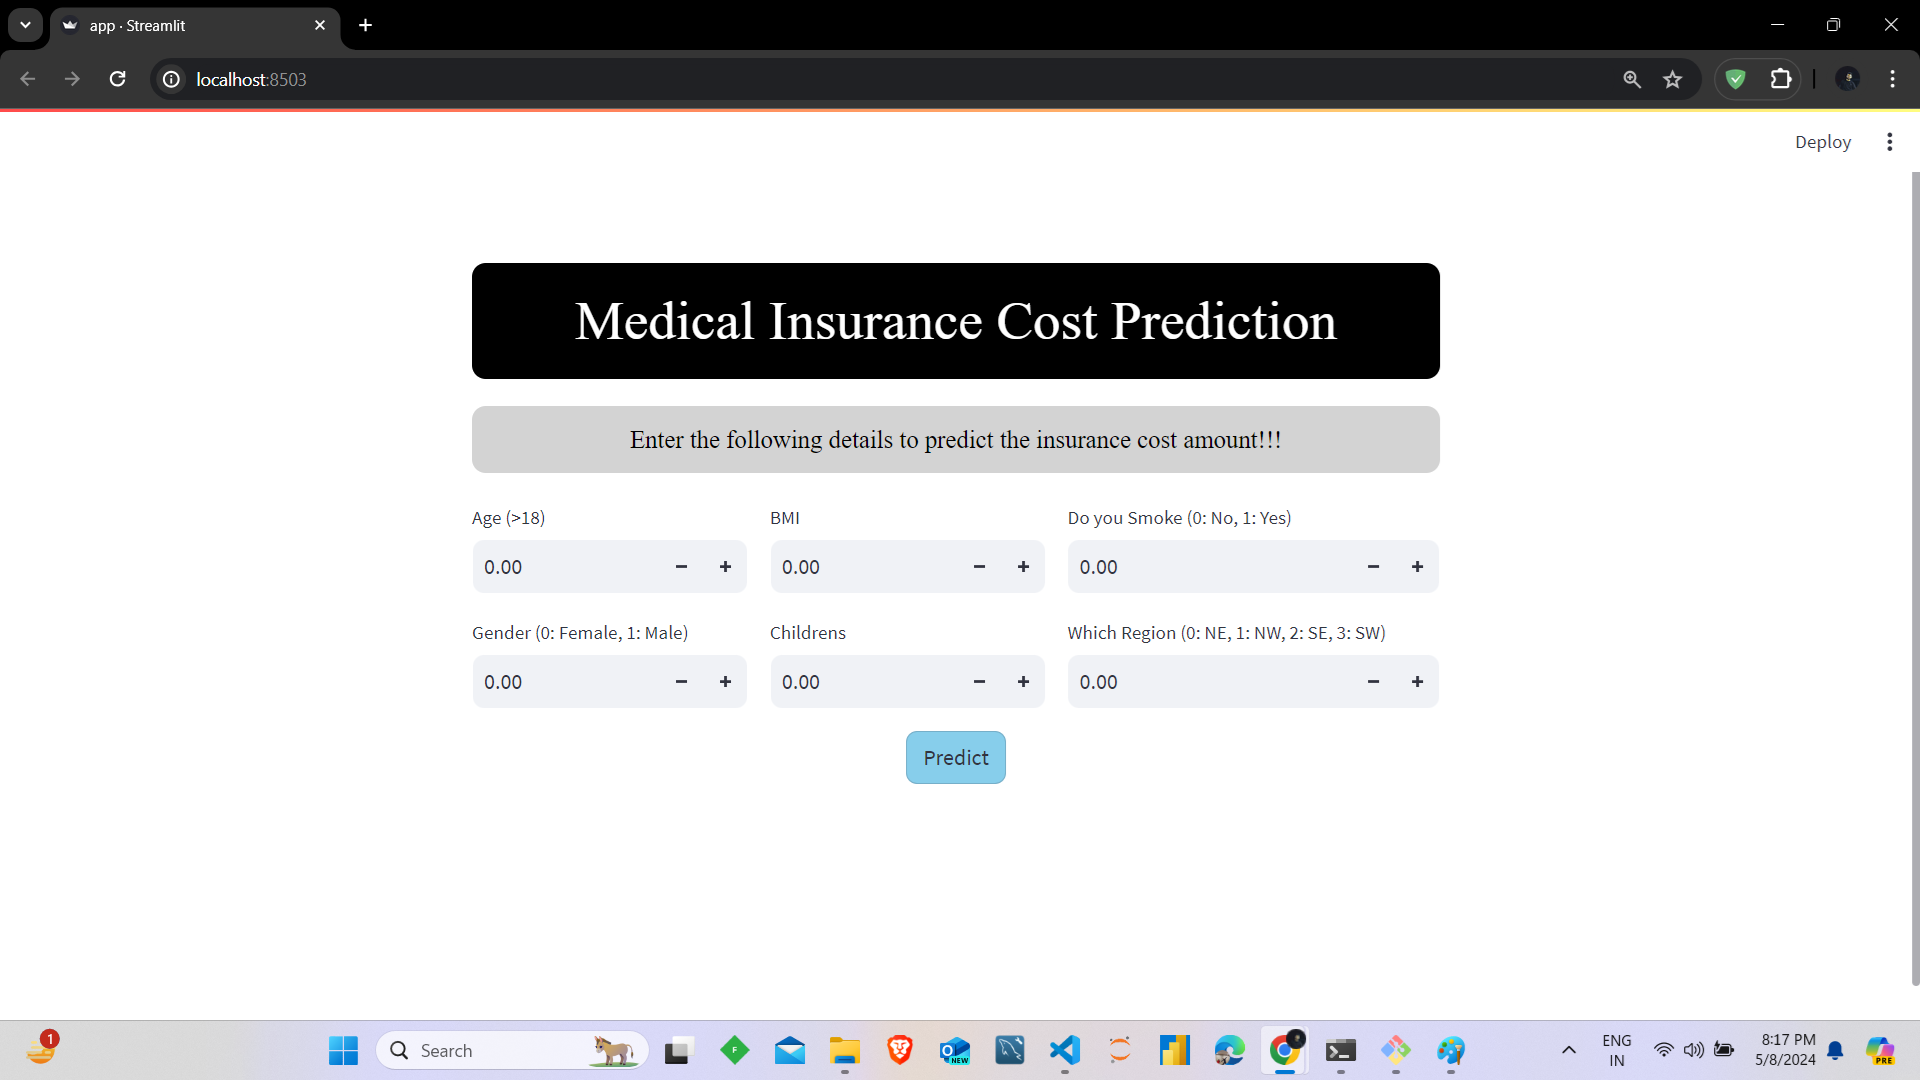 app · Streamlit
localhost:8503
Deploy
Medical Insurance Cost Prediction
Enter the following details to predict the insurance cost amount!!!
Age (>18)
BMI
Do you Smoke (0: No, 1: Yes)
0.00
0.00
0.00
Gender (0: Female, 1: Male)
Childrens
Which Region (0: NE, 1: NW, 2: SE, 3: SW)
0.00
0.00
0.00
Predict
1
Search
F
NEW
ENG
IN
8:17 PM
5/8/2024
PRE